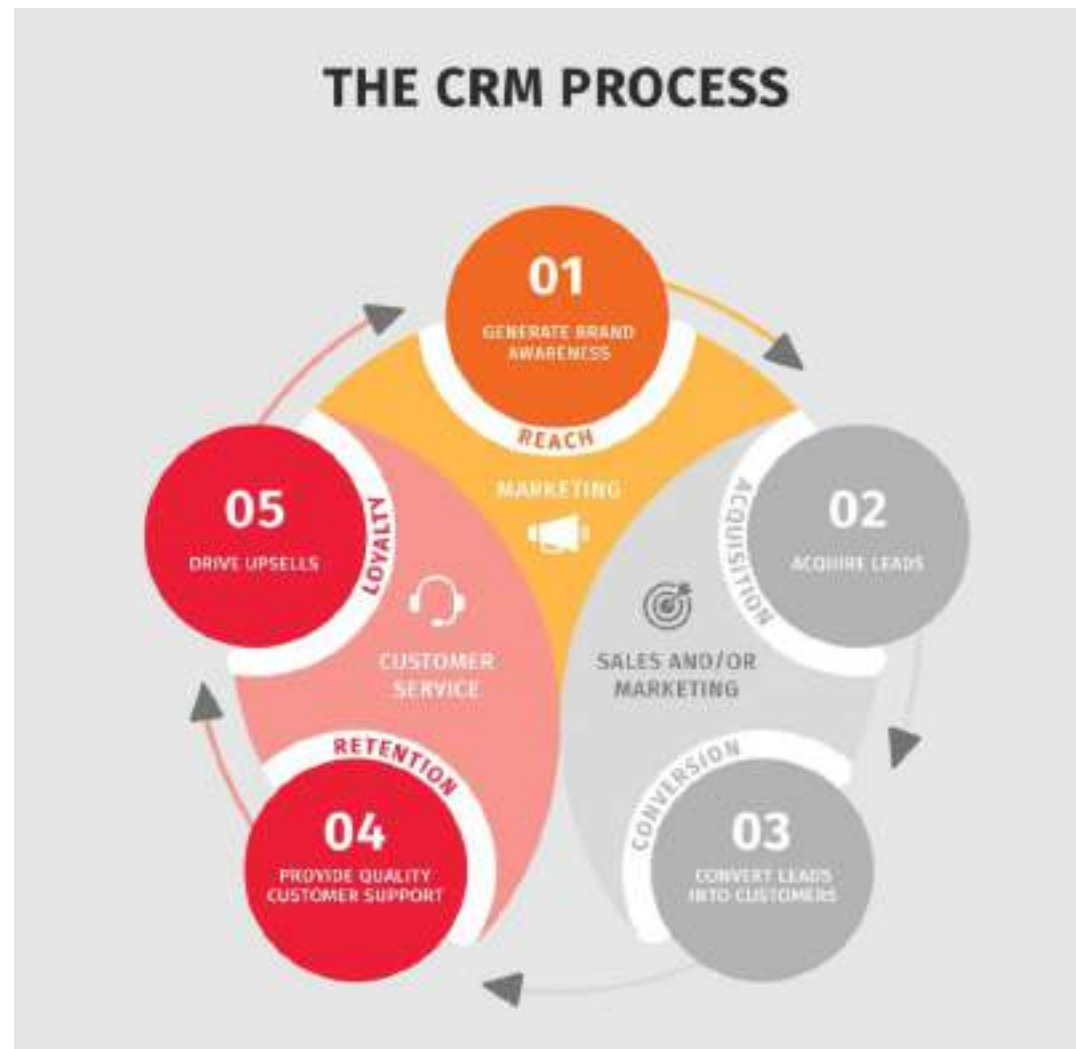 THE CRM PROCESS
01
GENERATE BRAND
AWARENESS
REACH
MARKETING
02
ACQUIRE LEADS
ACQUISITION
SALES AND/OR
MARKETING
CONVERSION
03
CONVERT LEADS
INTO CUSTOMERS
04
PROVIDE QUALITY
CUSTOMER SUPPORT
RETENTION
CUSTOMER
SERVICE
05
DRIVE UPSELLS
LOYALTY